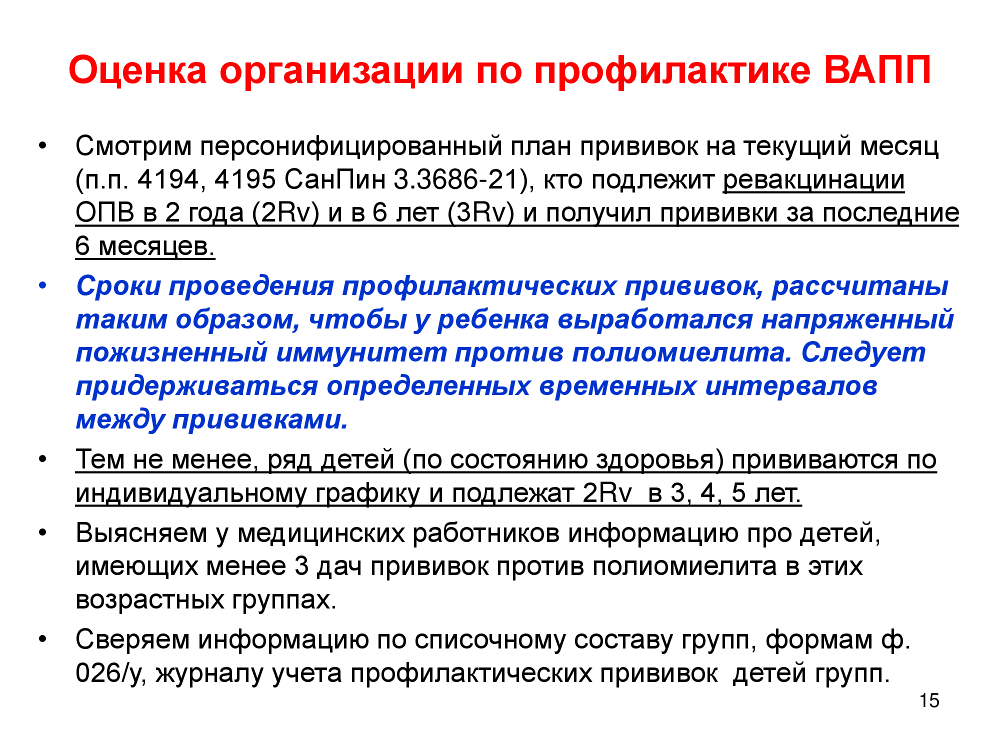 Оценка организации по профилактике ВАПП
• Смотрим персонифицированный план прививок на текущий месяц
(п.п. 4194, 4195 СанПин 3.3686-21), кто подлежит ревакцинации
ОПВ в 2 года (2Rv) и в 6 лет (3Rv) и получил прививки за последние
6 месяцев.
• Сроки проведения профилактических прививок, рассчитаны
таким образом, чтобы у ребенка выработался напряженный
пожизненный иммунитет против полиомиелита. Следует
придерживаться определенных временных интервалов
между прививками.
• Тем не менее, ряд детей (по состоянию здоровья) прививаются по
индивидуальному графику и подлежат 2Rv  в 3, 4, 5 лет.
• Выясняем у медицинских работников информацию про детей,
имеющих менее 3 дач прививок против полиомиелита в этих
возрастных группах.
• Сверяем информацию по списочному составу групп, формам ф.
026/у, журналу учета профилактических прививок  детей групп.
15